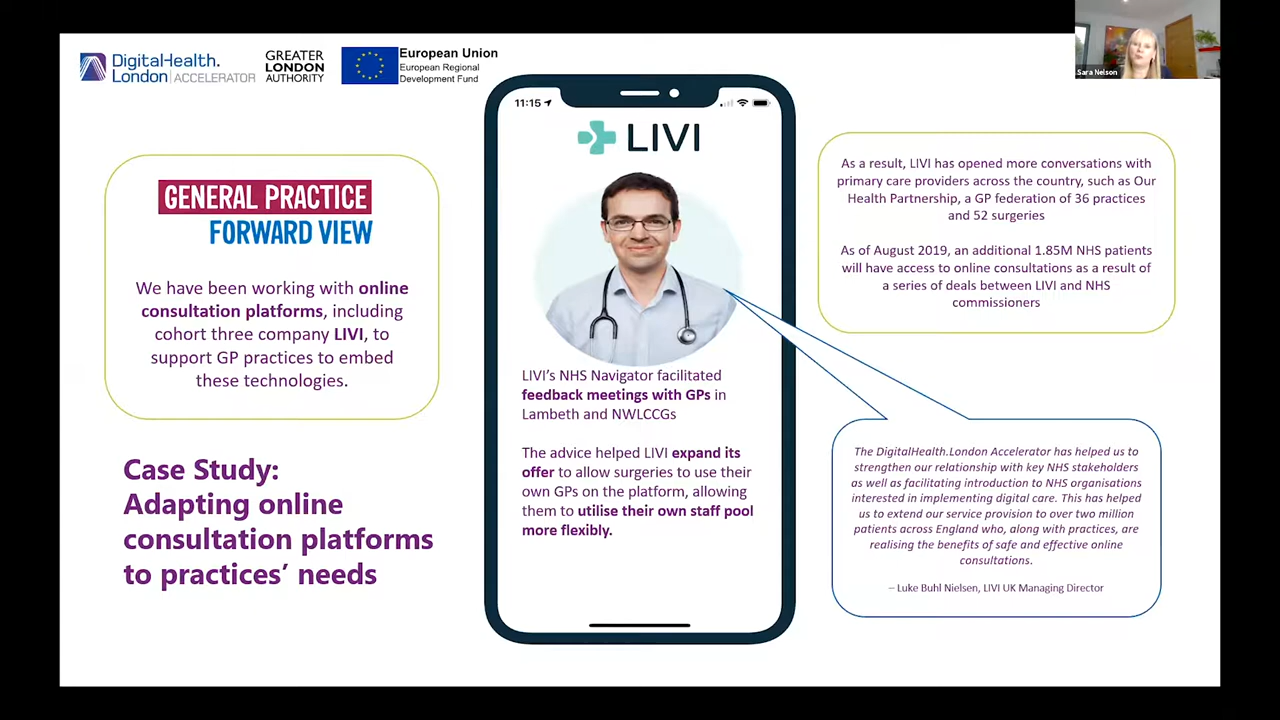 DigitalHealth.
London ACCELERATOR
GREATER
LONDON
AUTHORITY
European Union
European Regional
Development Fund
Sara Nelson
GENERAL PRACTICE
FORWARD VIEW
We have been working with online
consultation platforms, including
cohort three company LIVI, to
support GP practices to embed
these technologies.
Case Study:
Adapting online
consultation platforms
to practices’ needs
11:15
LIVI
LIVI’s NHS Navigator facilitated
feedback meetings with GPs in
Lambeth and NWLCCGs
The advice helped LIVI expand its
offer to allow surgeries to use their
own GPs on the platform, allowing
them to utilise their own staff pool
more flexibly.
As a result, LIVI has opened more conversations with
primary care providers across the country, such as Our
Health Partnership, a GP federation of 36 practices
and 52 surgeries
As of August 2019, an additional 1.85M NHS patients
will have access to online consultations as a result of
a series of deals between LIVI and NHS
commissioners
The DigitalHealth.London Accelerator has helped us to
strengthen our relationship with key NHS stakeholders
as well as facilitating introduction to NHS organisations
interested in implementing digital care. This has helped
us to extend our service provision to over two million
patients across England who, along with practices, are
realising the benefits of safe and effective online
consultations.
– Luke Buhl Nielsen, LIVI UK Managing Director